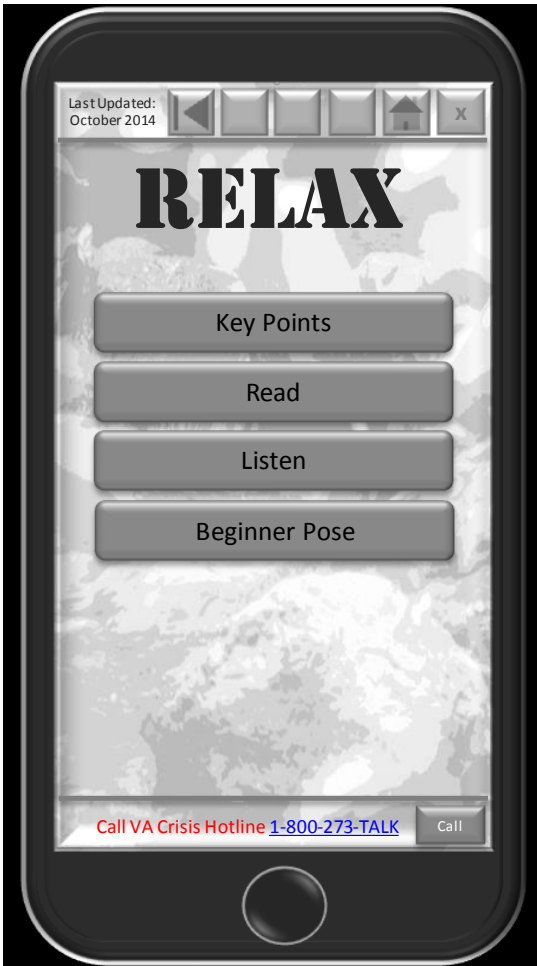 Last Updated:
October 2014
x
RELAX
Key Points
Read
Listen
Beginner Pose
Call VA Crisis Hotline 1-800-273-TALK
Call